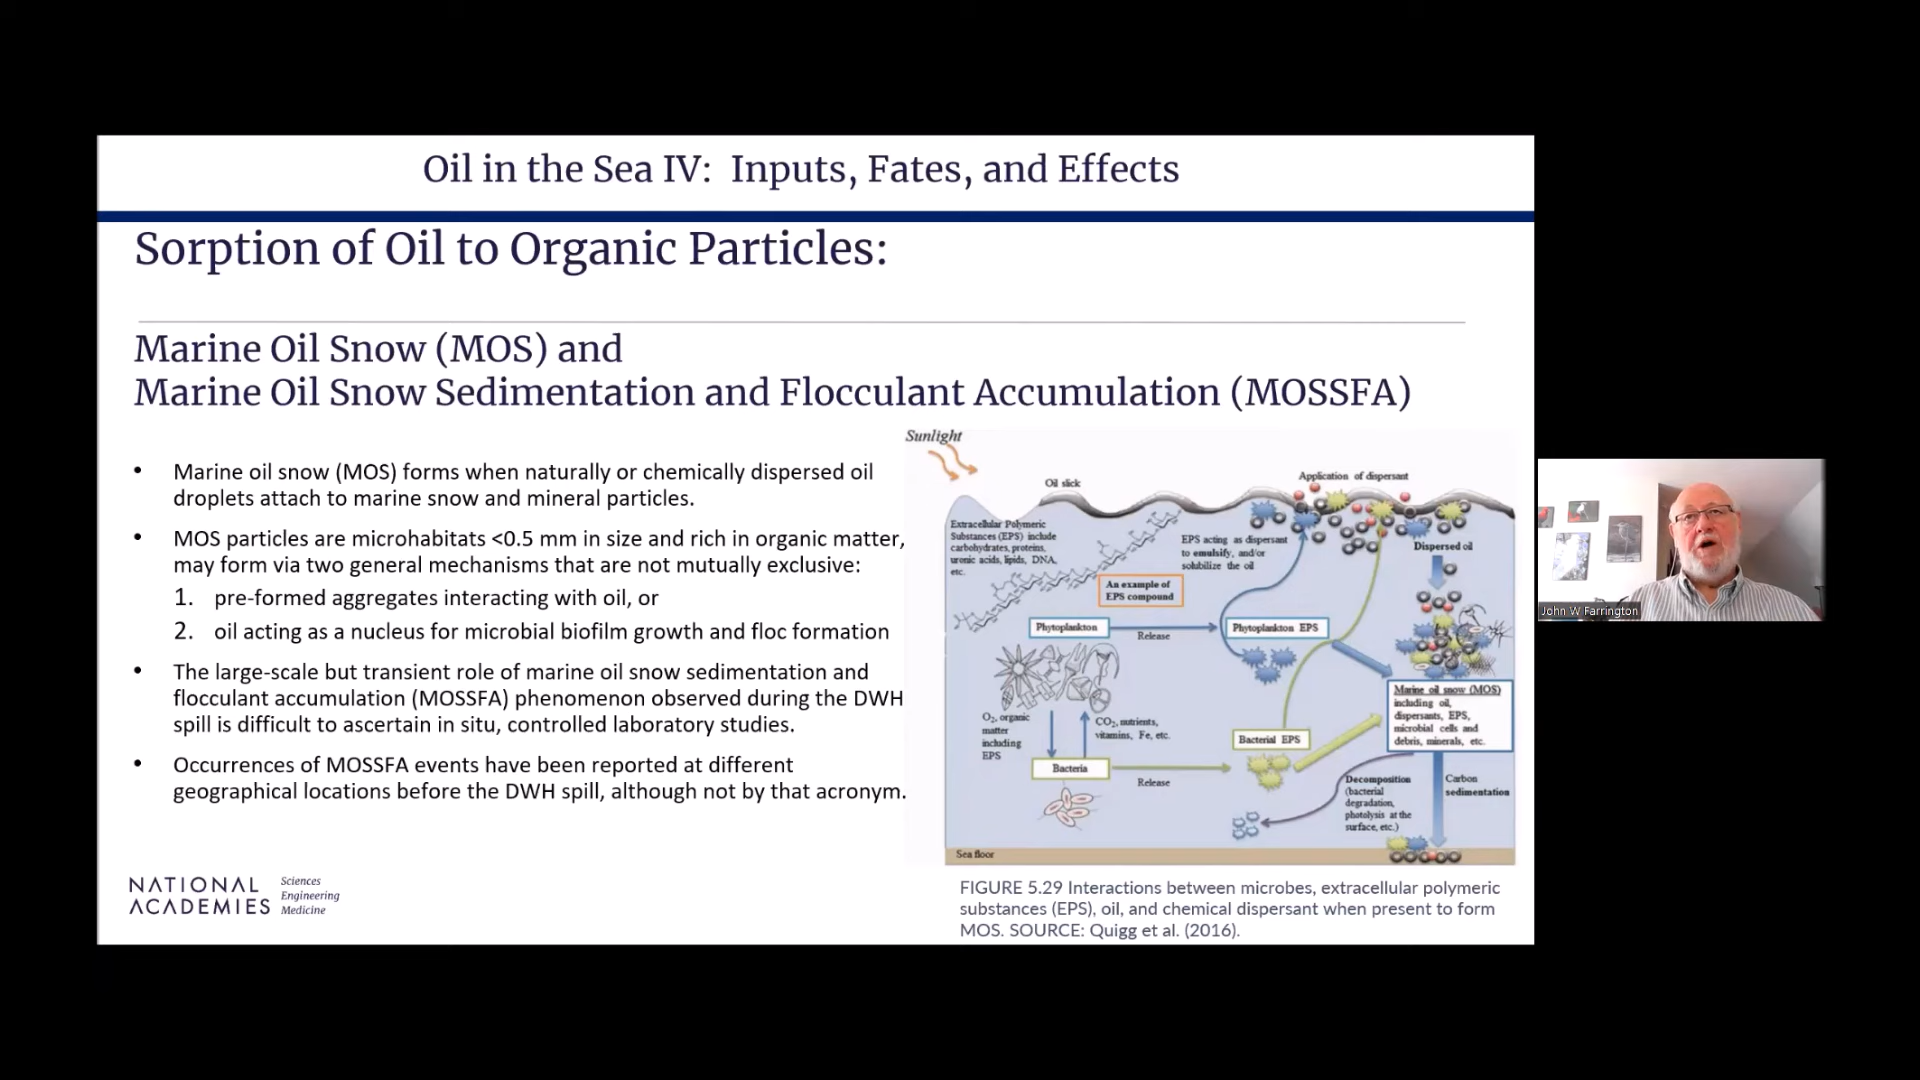 Oil in the Sea IV: Inputs, Fates, and Effects
Sorption of Oil to Organic Particles:
Marine Oil Snow (MOS) and
Marine Oil Snow Sedimentation and Flocculant Accumulation (MOSSFA)
• Marine oil snow (MOS) forms when naturally or chemically dispersed oil
droplets attach to marine snow and mineral particles.
• MOS particles are microhabitats <0.5 mm in size and rich in organic matter,
may form via two general mechanisms that are not mutually exclusive:
1. pre-formed aggregates interacting with oil, or
2. oil acting as a nucleus for microbial biofilm growth and floc formation
• The large-scale but transient role of marine oil snow sedimentation and
flocculant accumulation (MOSSFA) phenomenon observed during the DWH
spill is difficult to ascertain in situ, controlled laboratory studies.
• Occurrences of MOSSFA events have been reported at different
geographical locations before the DWH spill, although not by that acronym.
Sunlight
Oil slick
Application of dispersant
Extracellular Polymeric
Substances (EPS) include
carbohydrates, proteins,
uronic acids, lipids, DNA,
etc.
EPS acting as dispersant
to emulsify, and/or
solubilize the oil
Dispersed oil
An example of
EPS compound
Phytoplankton
Release
Phytoplankton EPS
O2, organic
matter
including
EPS
CO2, nutrients,
vitamins, Fe, etc.
Marine oil snow (MOS)
including oil,
dispersants, EPS,
microbial cells and
debris, minerals, etc.
Bacterial EPS
Bacteria
Release
Decomposition
(bacterial
degradation,
photolysis at the
surface, etc.)
Carbon
sedimentation
Sea floor
FIGURE 5.29 Interactions between microbes, extracellular polymeric
substances (EPS), oil, and chemical dispersant when present to form
MOS. SOURCE: Quigg et al. (2016).
NATIONAL
ACADEMIES
Sciences
Engineering
Medicine
John W Farrington